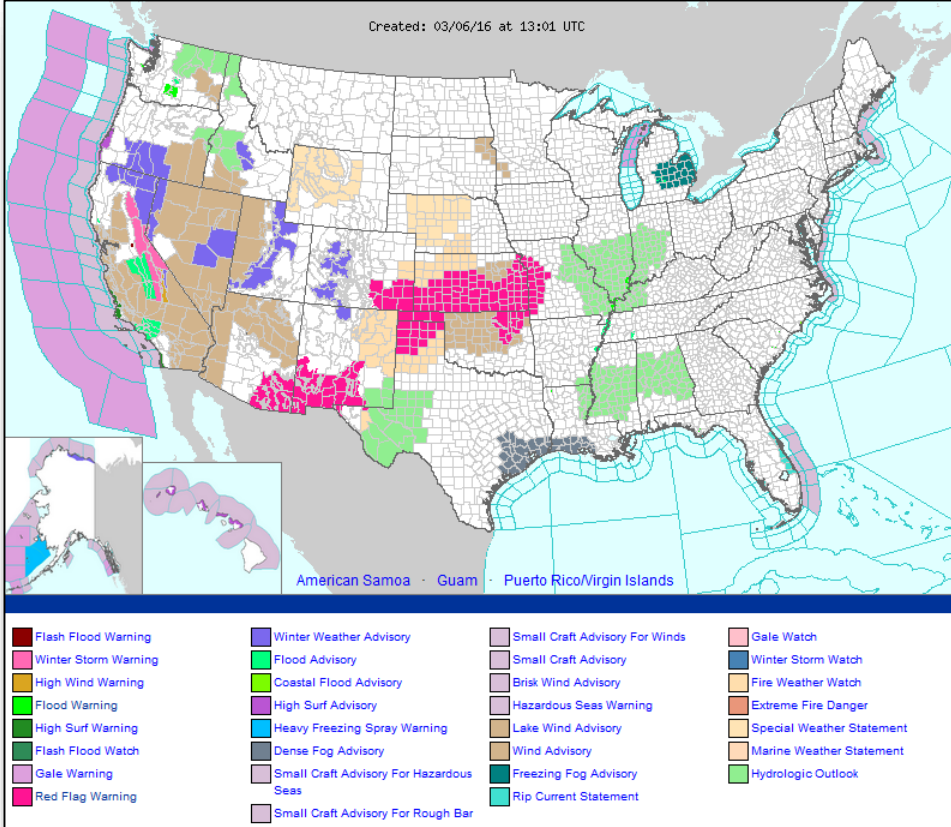 Created: 03/06/16 at 13:01 UTC
American Samoa · Guam · Puerto Rico/Virgin Islands
Flash Flood Warning
Winter Storm Warning
High Wind Warning
Flood Warning
High Surf Warning
Flash Flood Watch
Gale Warning
Red Flag Warning
Winter Weather Advisory
Flood Advisory
Coastal Flood Advisory
High Surf Advisory
Heavy Freezing Spray Warning
Dense Fog Advisory
Small Craft Advisory For Hazardous
Seas
Small Craft Advisory For Rough Bar
Small Craft Advisory For Winds
Small Craft Advisory
Brisk Wind Advisory
Hazardous Seas Warning
Lake Wind Advisory
Wind Advisory
Freezing Fog Advisory
Rip Current Statement
Gale Watch
Winter Storm Watch
Fire Weather Watch
Extreme Fire Danger
Special Weather Statement
Marine Weather Statement
Hydrologic Outlook